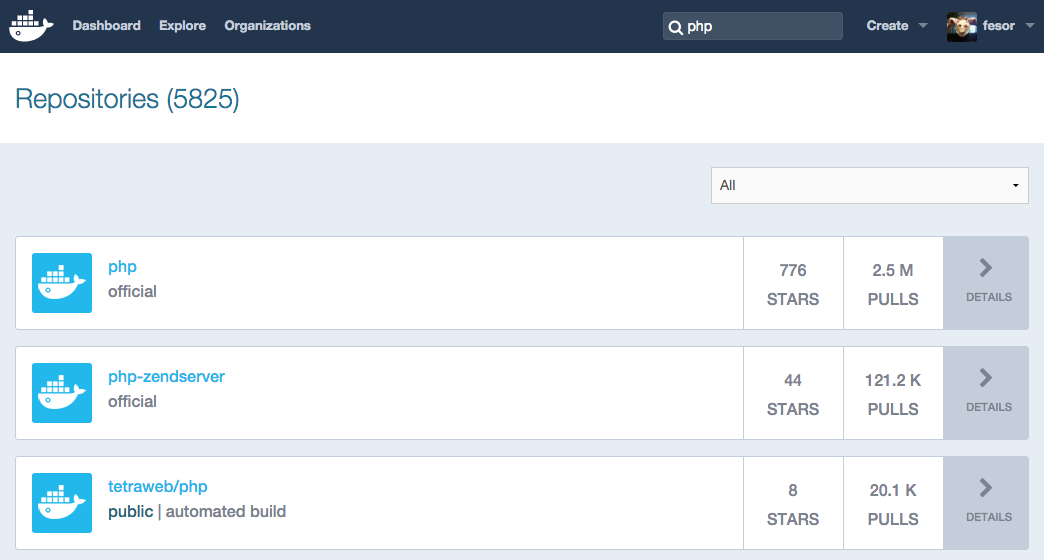 Dashboard Explore Organizations php Create fesor
Repositories (5825)
All
php
official
776
STARS
2.5 M
PULLS
DETAILS
php-zendserver
official
44
STARS
121.2 K
PULLS
DETAILS
tetraweb/php
public | automated build
8
STARS
20.1 K
PULLS
DETAILS